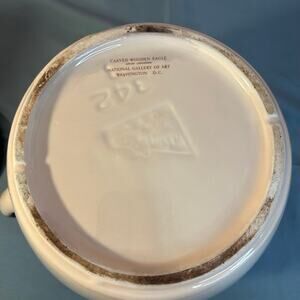 CARVED WOODEN EAGLE
NATIONAL GALLERY OF ART
WASHINGTON D.C.
342